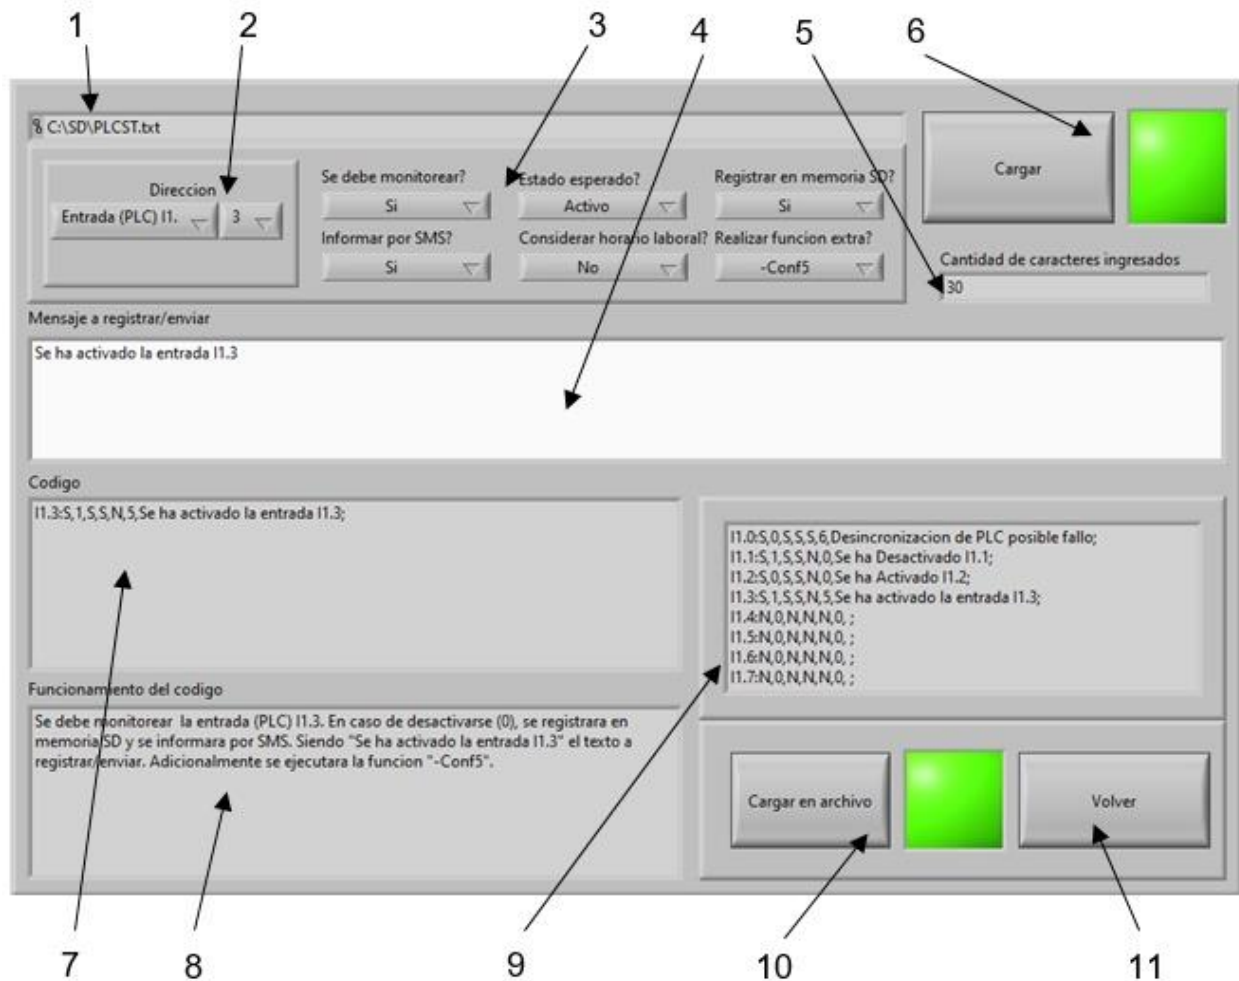 1 2 3 4 5 6
% C:\SD\PLCST.txt
Cargar
Direccion
Entrada (PLC) I1. 3
Se debe monitorear? Estado esperado? Registrar en memoria SD?
Si Activo Si
Informar por SMS? Considerar horario laboral? Realizar funcion extra?
Si No -Conf5
Cantidad de caracteres ingresados
30
Mensaje a registrar/enviar
Se ha activado la entrada I1.3
Codigo
I1.3:S,1,S,S,N,5,Se ha activado la entrada I1.3;
I1.0:S,0,S,S,S,6,Desincronizacion de PLC posible fallo;
I1.1:S,1,S,S,N,0,Se ha Desactivado I1.1;
I1.2:S,0,S,S,N,0,Se ha Activado I1.2;
I1.3:S,1,S,S,N,5,Se ha activado la entrada I1.3;
I1.4:N,0,N,N,N,0, ;
I1.5:N,0,N,N,N,0, ;
I1.6:N,0,N,N,N,0, ;
I1.7:N,0,N,N,N,0, ;
Funcionamiento del codigo
Se debe monitorear  la entrada (PLC) I1.3. En caso de desactivarse (0), se registrara en
memoria SD y se informara por SMS. Siendo "Se ha activado la entrada I1.3" el texto a
registrar/enviar. Adicionalmente se ejecutara la funcion "-Conf5".
Cargar en archivo Volver
7 8 9 10 11